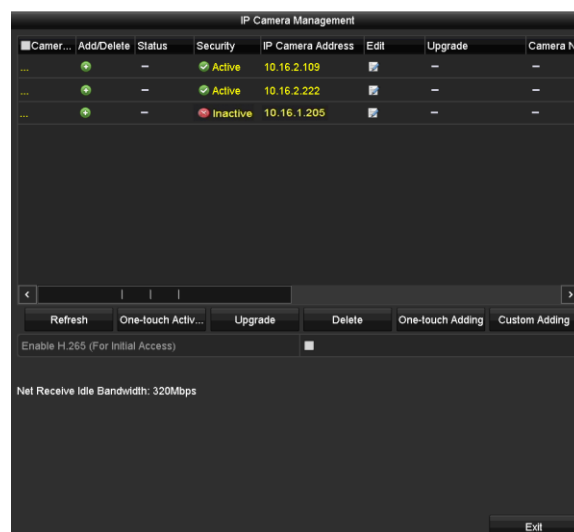 IP Camera Management
Camer... Add/Delete Status Security IP Camera Address Edit Upgrade Camera N
... – Active 10.16.2.109 – –
... – Active 10.16.2.222 – –
... – Inactive 10.16.1.205 – –
Refresh One-touch Activ... Upgrade Delete One-touch Adding Custom Adding
Enable H.265 (For Initial Access)
Net Receive Idle Bandwidth: 320Mbps
Exit